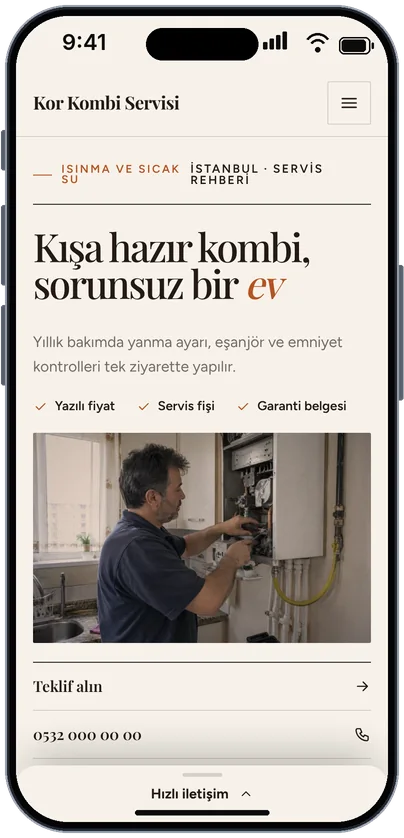 9:41
Kor Kombi Servisi
ISINMA VE SICAK
SU
İSTANBUL · SERVİS
REHBERİ
Kışa hazır kombi,
sorunsuz bir ev
Yıllık bakımda yanma ayarı, eşanjör ve emniyet
kontrolleri tek ziyarette yapılır.
Yazılı fiyat Servis fişi Garanti belgesi
Teklif alın
0532 000 00 00
Hızlı iletişim